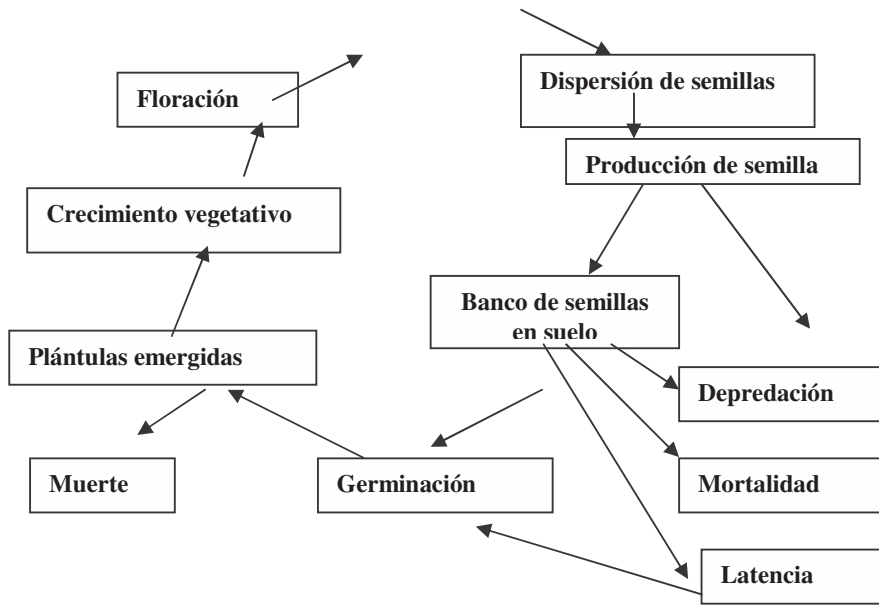 Dispersión de semillas
Floración
Producción de semilla
Crecimiento vegetativo
Banco de semillas
en suelo
Plántulas emergidas
Depredación
Muerte
Germinación
Mortalidad
Latencia